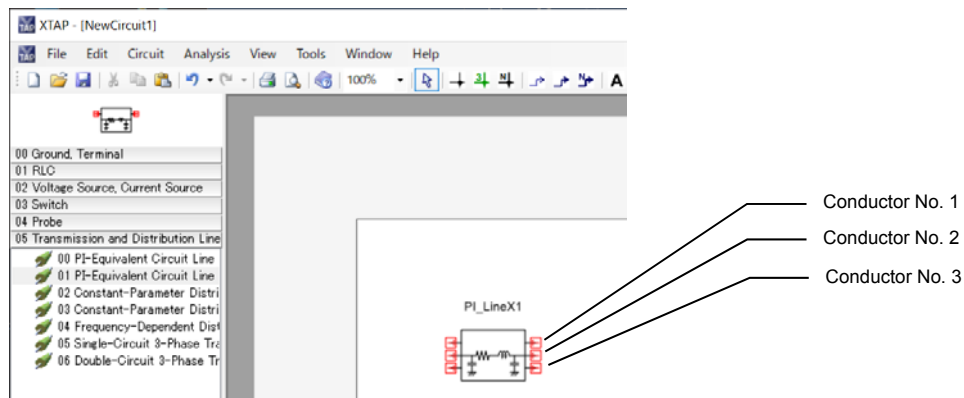 XTAP - [NewCircuit1]
File Edit Circuit Analysis View Tools Window Help
100% 3 N N A
00 Ground, Terminal
01 RLC
02 Voltage Source, Current Source
03 Switch
04 Probe
05 Transmission and Distribution Line
00 PI-Equivalent Circuit Line
01 PI-Equivalent Circuit Line
02 Constant-Parameter Distri
03 Constant-Parameter Distri
04 Frequency-Dependent Dist
05 Single-Circuit 3-Phase Tra
06 Double-Circuit 3-Phase Tr
PI_LineX1
Conductor No. 1
Conductor No. 2
Conductor No. 3